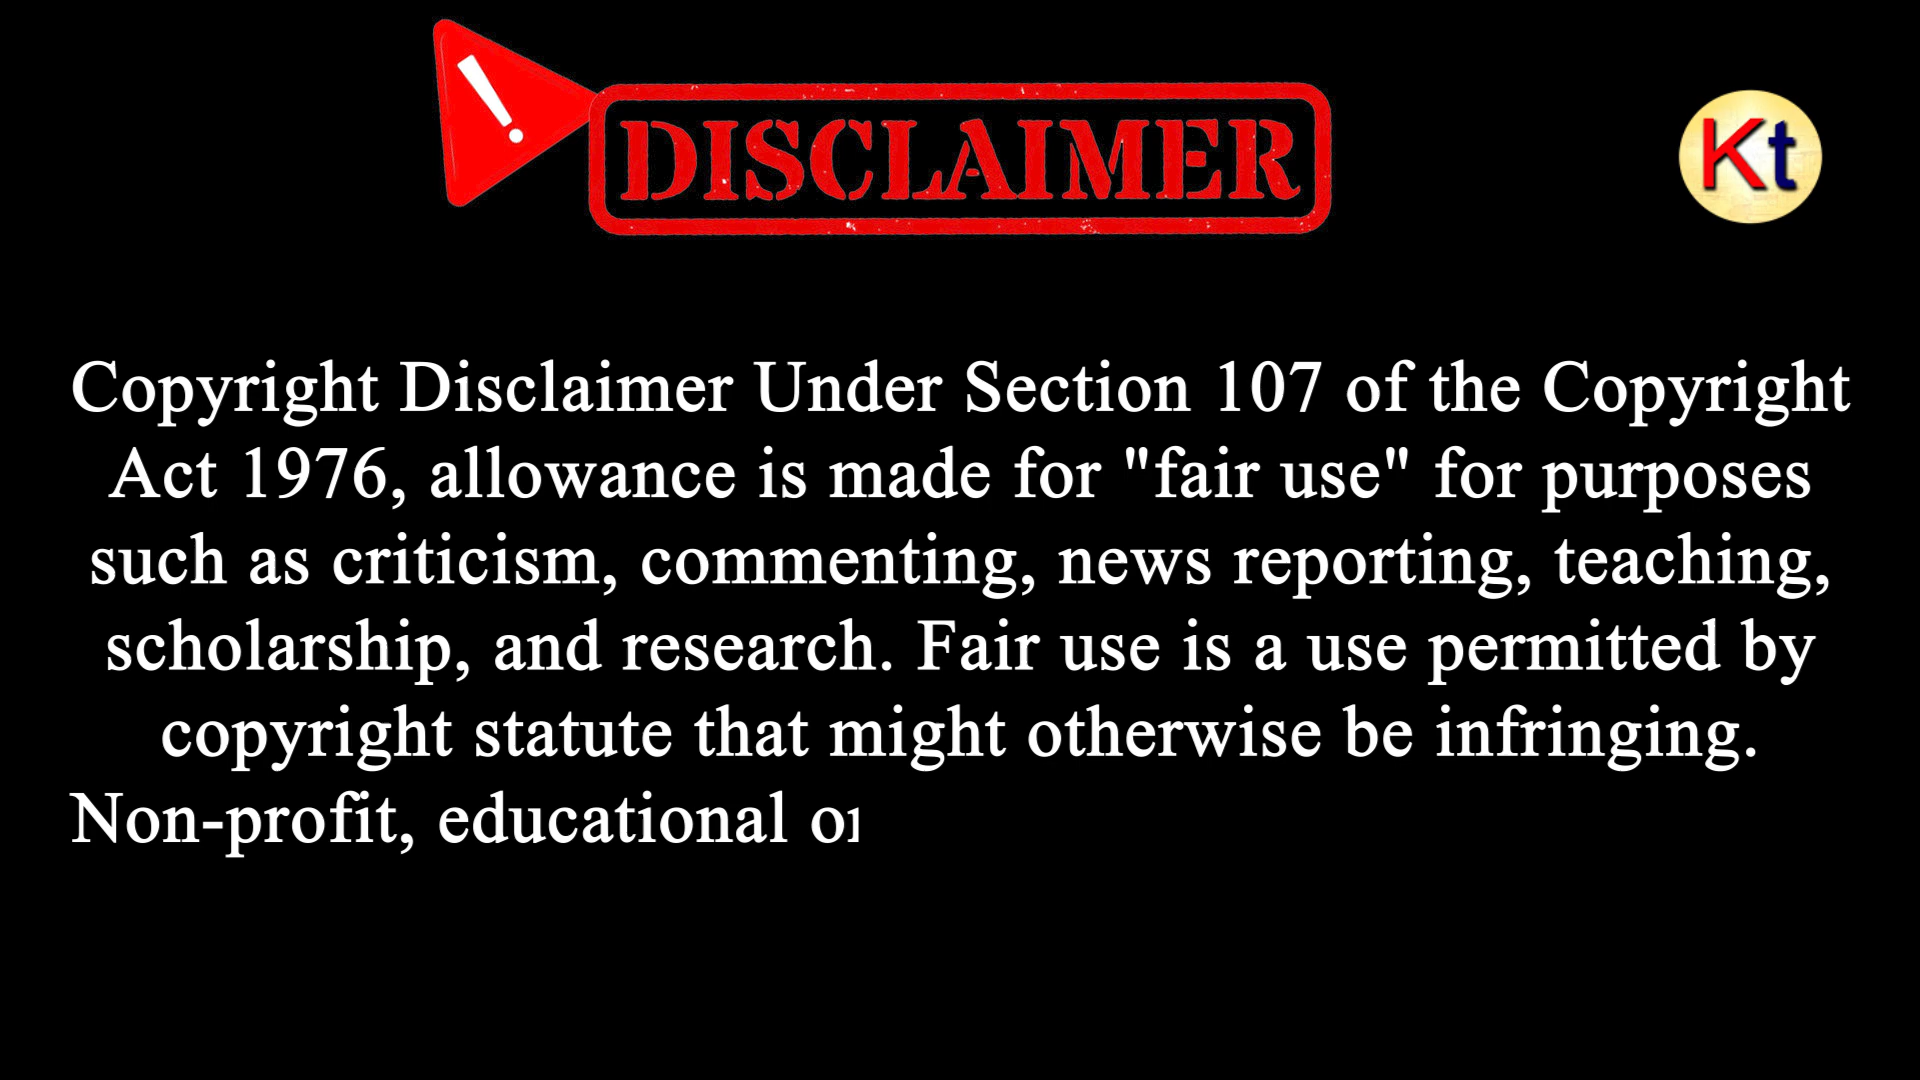 !
DISCLAIMER
Kt
Copyright Disclaimer Under Section 107 of the Copyright
Act 1976, allowance is made for "fair use" for purposes
such as criticism, commenting, news reporting, teaching,
scholarship, and research. Fair use is a use permitted by
copyright statute that might otherwise be infringing.
Non-profit, educational